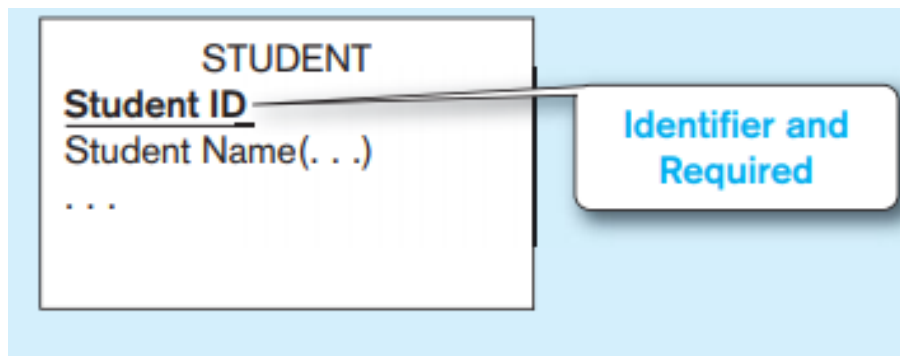 STUDENT
Student ID
Student Name(. . .)
. . .
Identifier and
Required